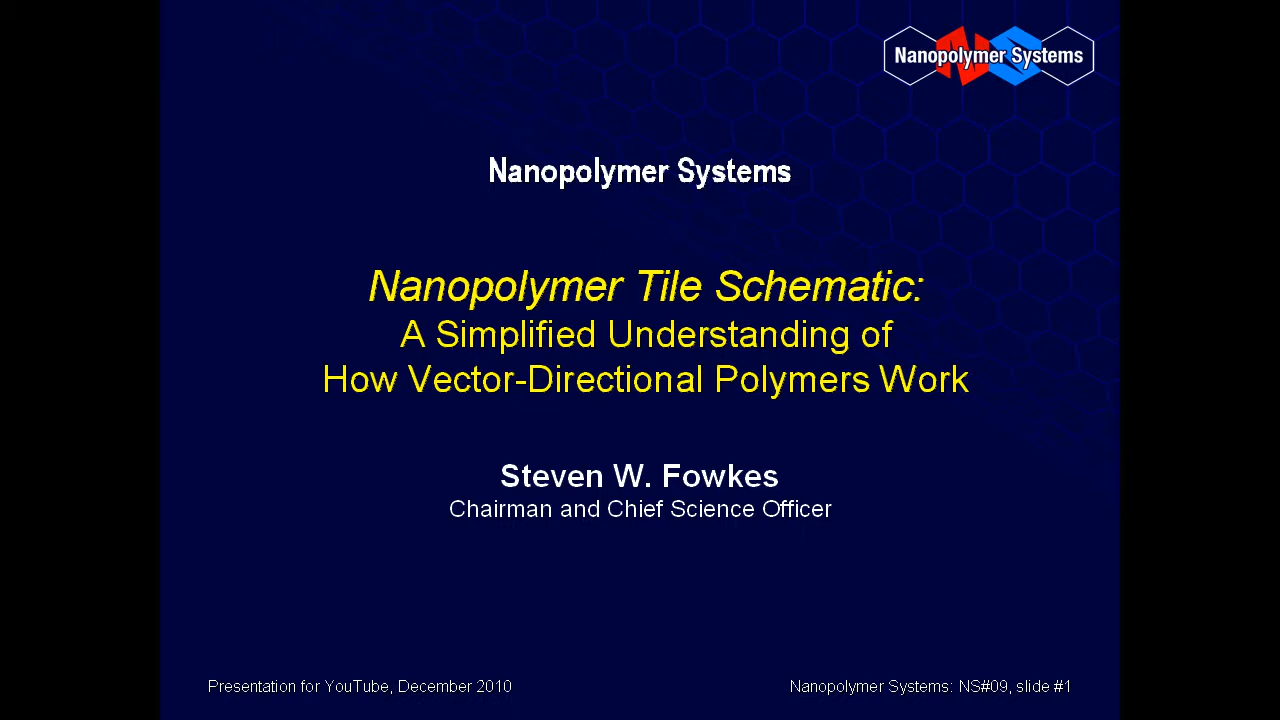 Nanopolymer Systems
Nanopolymer Systems
Nanopolymer Tile Schematic:
A Simplified Understanding of
How Vector-Directional Polymers Work
Steven W. Fowkes
Chairman and Chief Science Officer
Presentation for YouTube, December 2010
Nanopolymer Systems: NS#09, slide #1